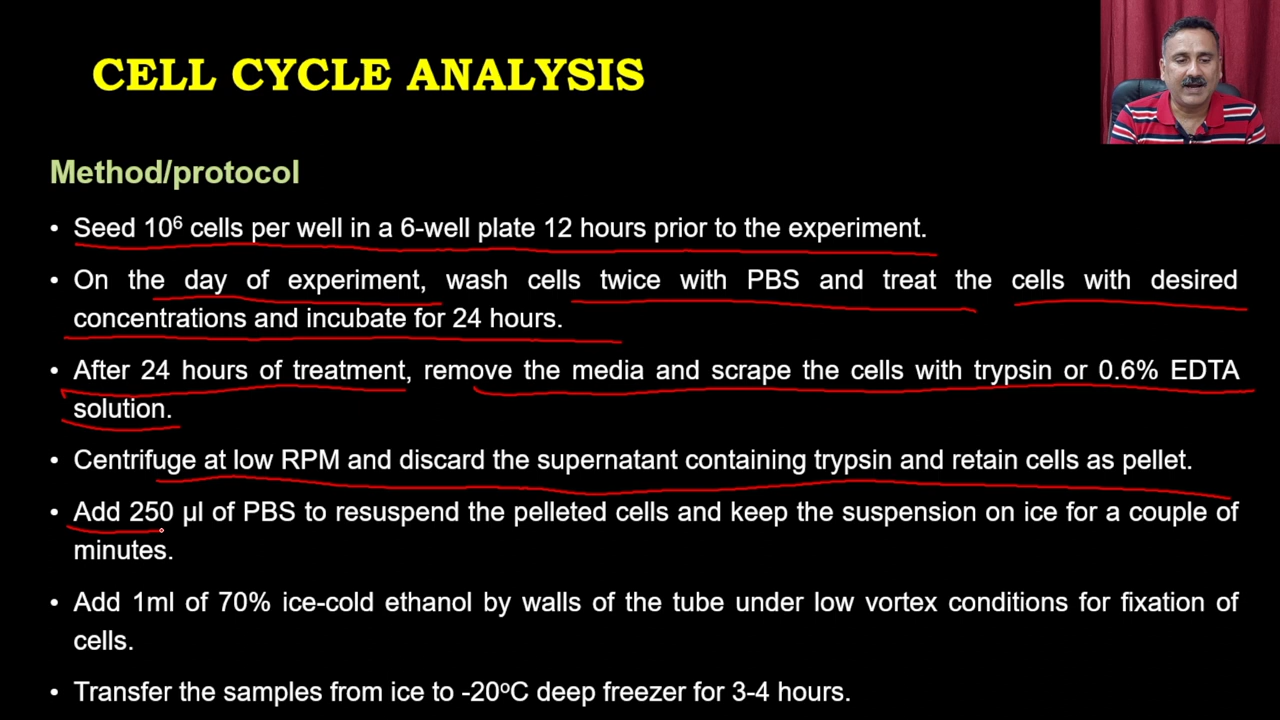 CELL CYCLE ANALYSIS
Method/protocol
• Seed 10⁶ cells per well in a 6-well plate 12 hours prior to the experiment.
• On the day of experiment, wash cells twice with PBS and treat the cells with desired
concentrations and incubate for 24 hours.
• After 24 hours of treatment, remove the media and scrape the cells with trypsin or 0.6% EDTA
solution.
• Centrifuge at low RPM and discard the supernatant containing trypsin and retain cells as pellet.
• Add 250 µl of PBS to resuspend the pelleted cells and keep the suspension on ice for a couple of
minutes.
• Add 1ml of 70% ice-cold ethanol by walls of the tube under low vortex conditions for fixation of
cells.
• Transfer the samples from ice to -20ºC deep freezer for 3-4 hours.